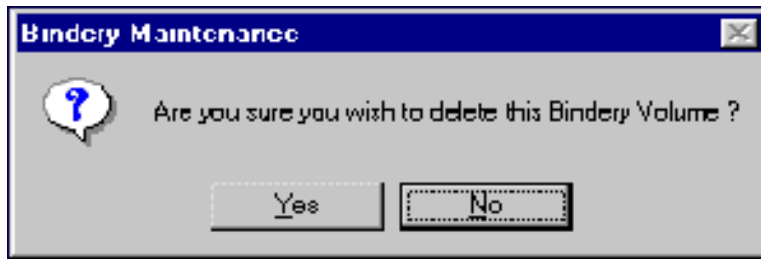 Bindery Maintenance
Are you sure you wish to delete this Bindery Volume ?
Yes
No